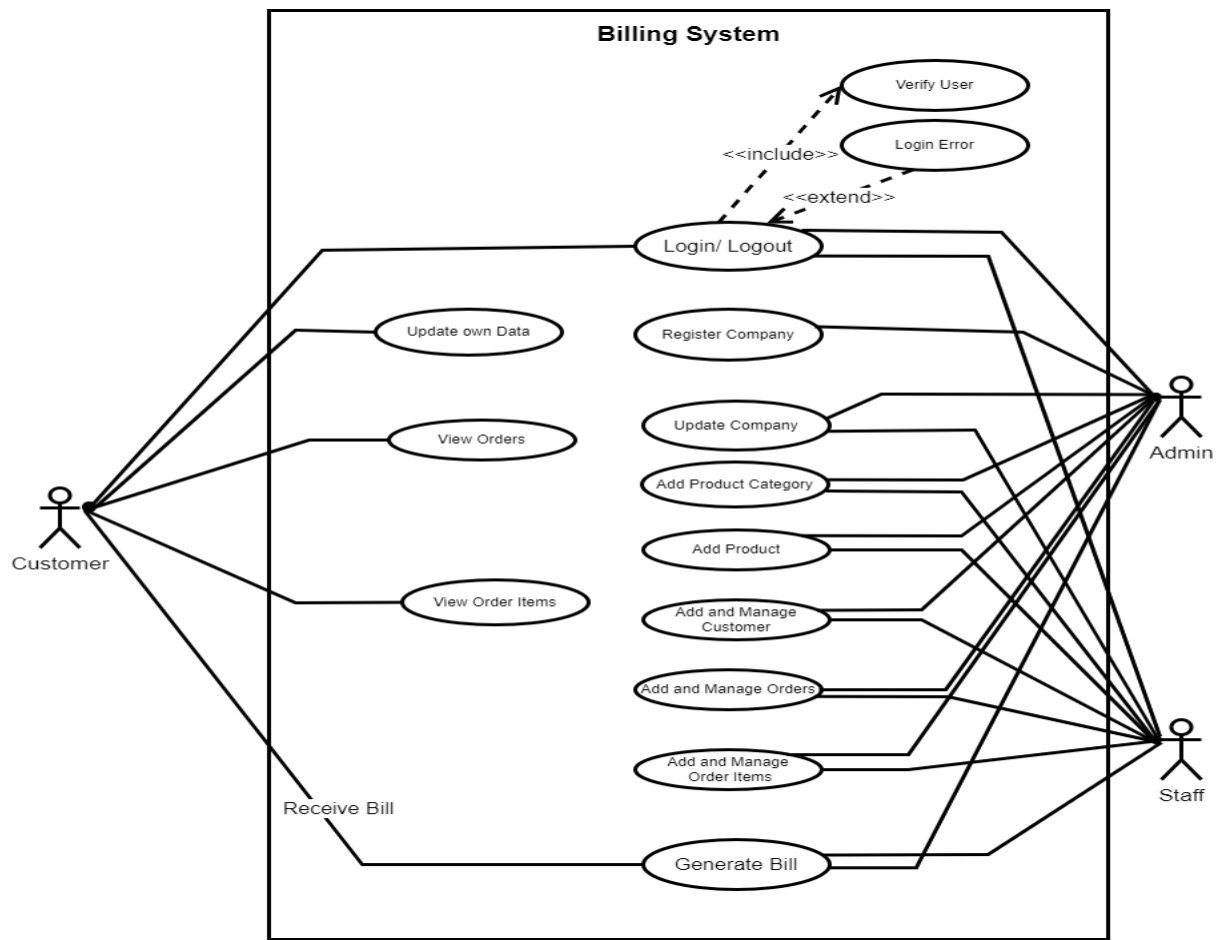 Billing System
Verify User
Login Error
<<include>>
<<extend>>
Login/ Logout
Update own Data
Register Company
View Orders
Update Company
Admin
Add Product Category
Customer
Add Product
View Order Items
Add and Manage
Customer
Add and Manage Orders
Add and Manage
Order Items
Staff
Receive Bill
Generate Bill